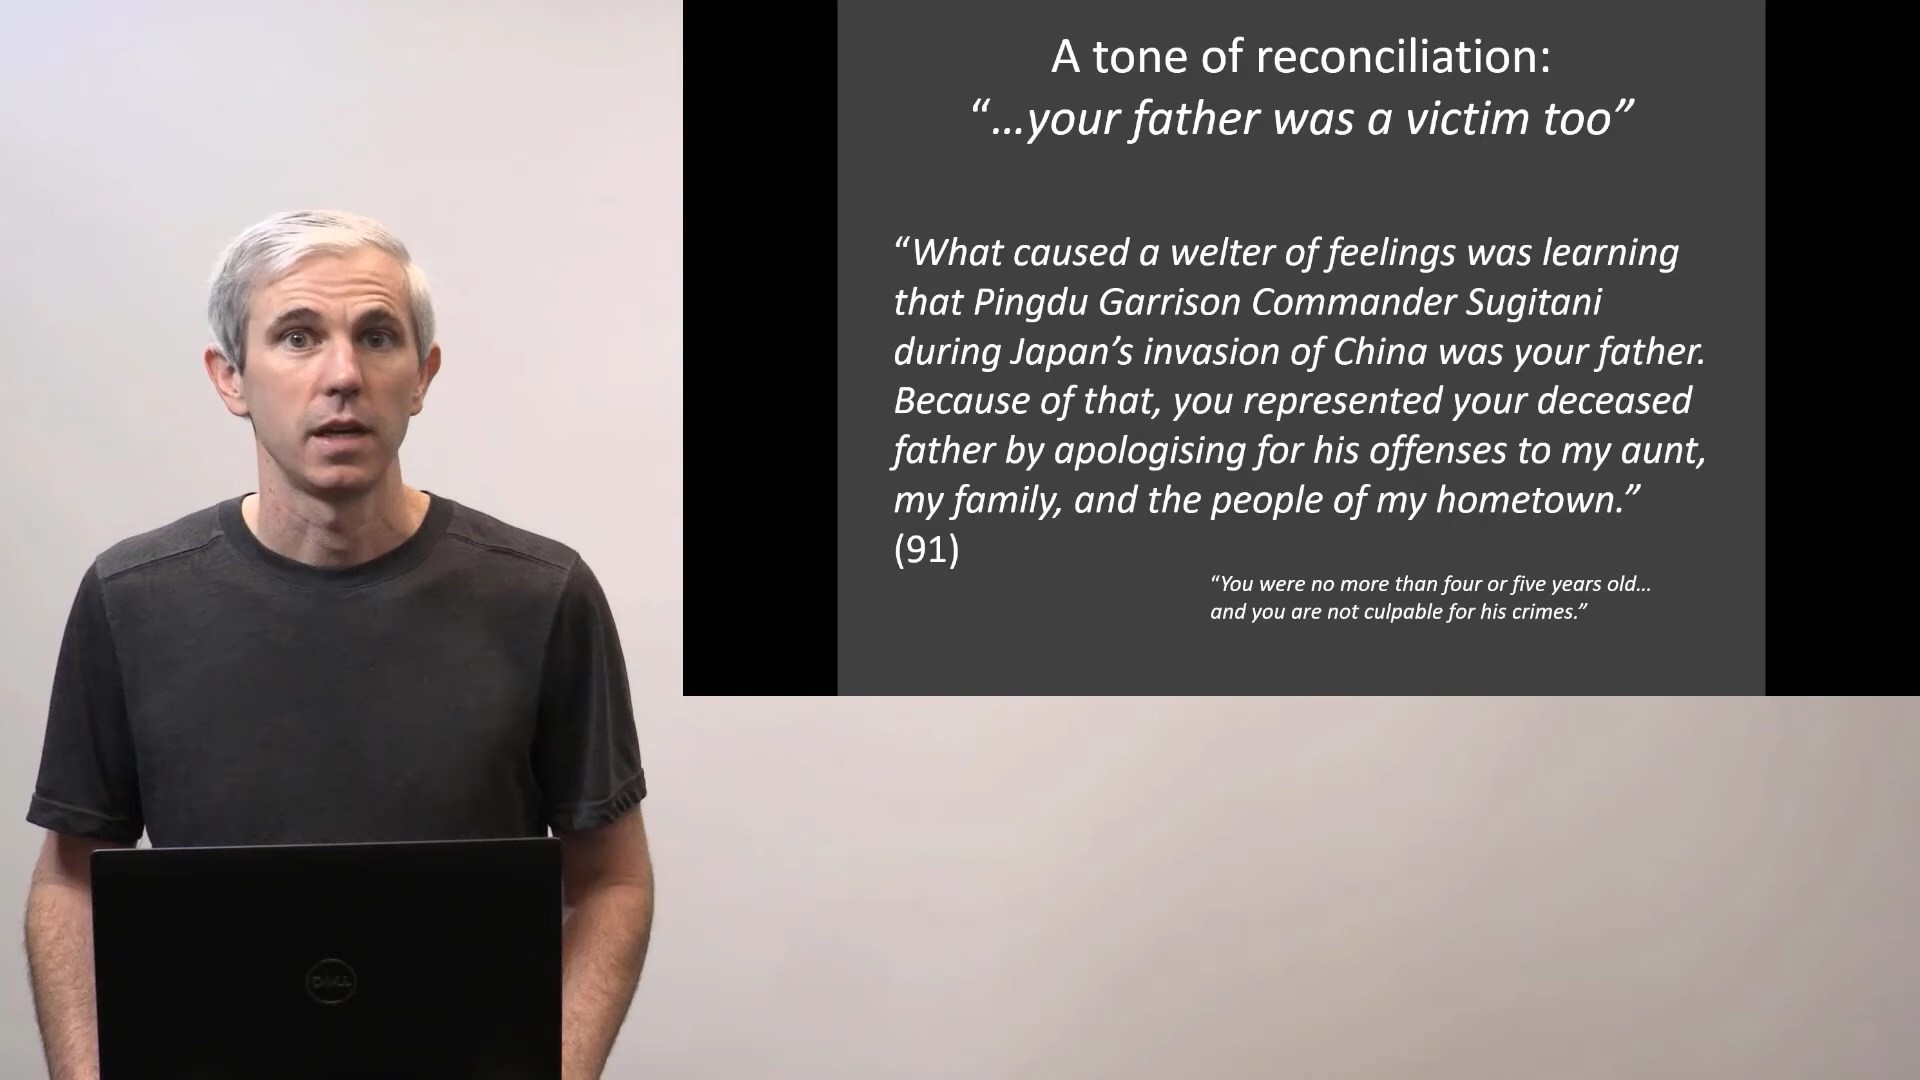 A tone of reconciliation:
“…your father was a victim too”
“What caused a welter of feelings was learning
that Pingdu Garrison Commander Sugitani
during Japan’s invasion of China was your father.
Because of that, you represented your deceased
father by apologising for his offenses to my aunt,
my family, and the people of my hometown.”
(91)
“You were no more than four or five years old…
and you are not culpable for his crimes.”
DELL